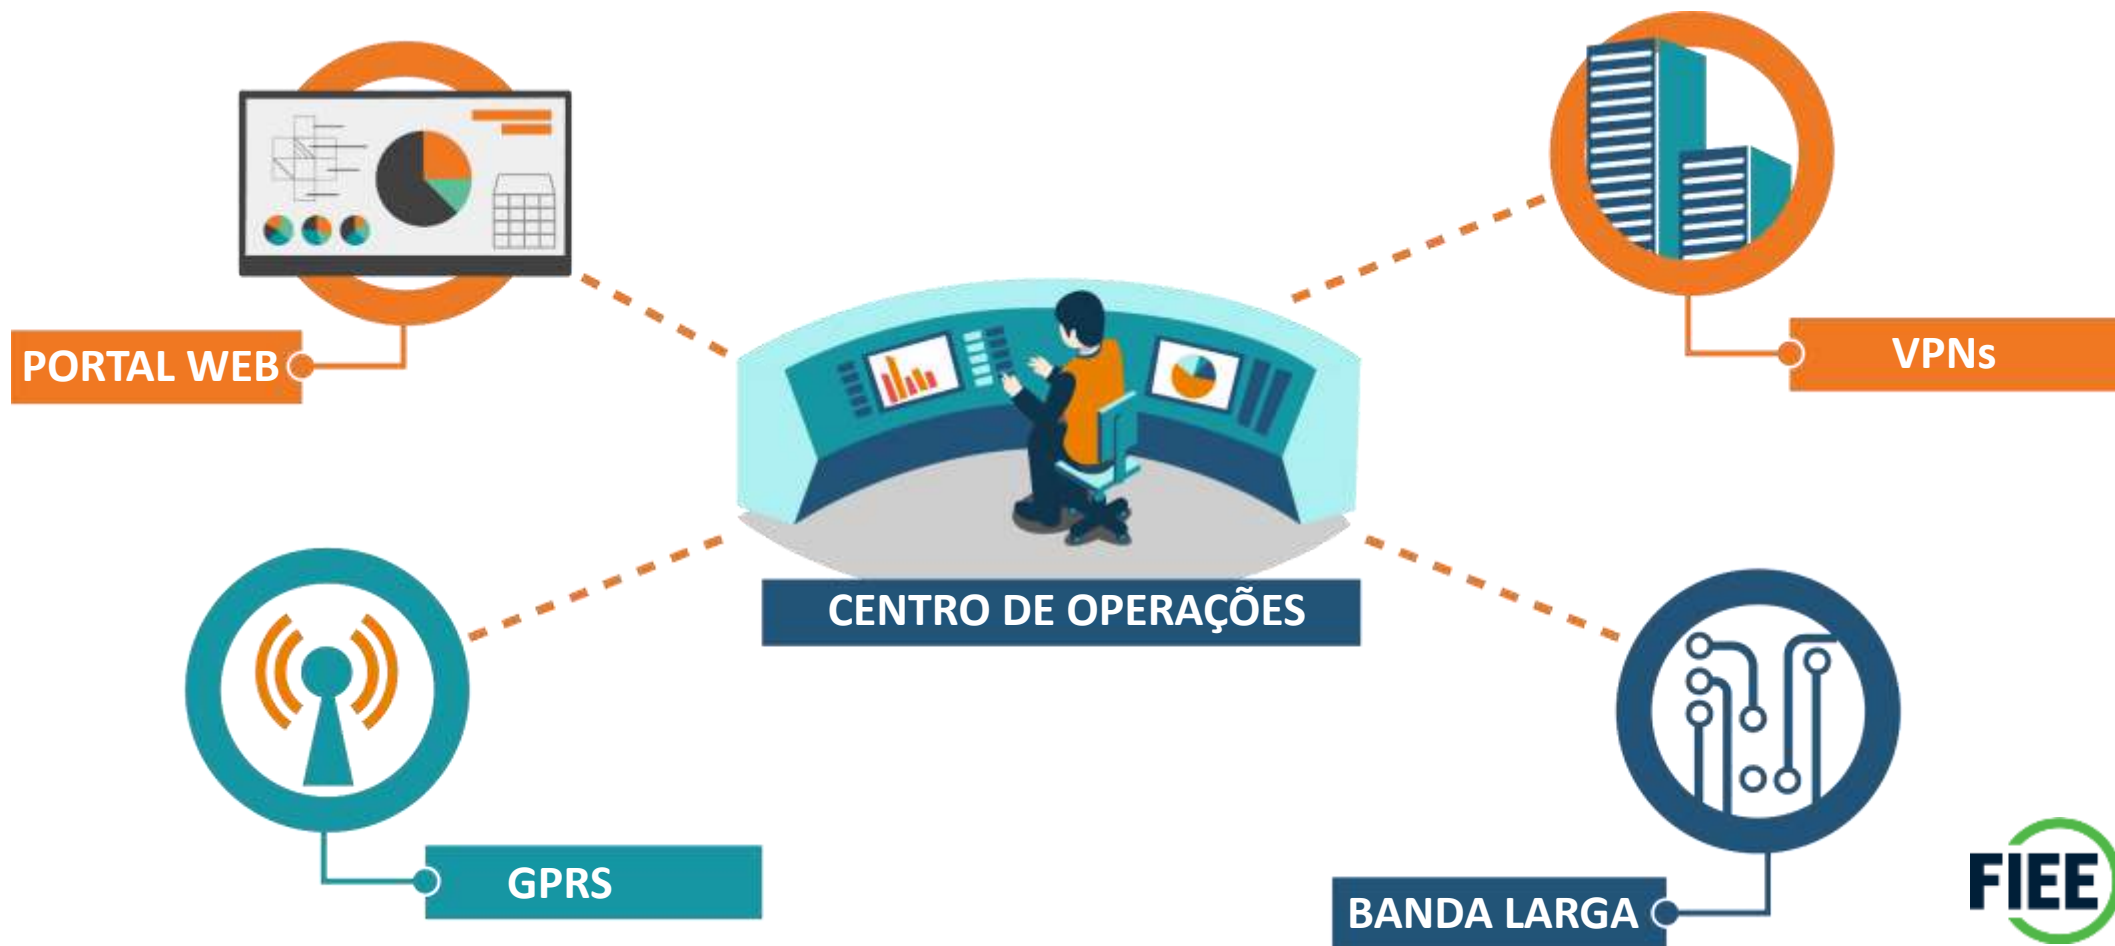 PORTAL WEB
VPNs
CENTRO DE OPERAÇÕES
GPRS
BANDA LARGA
FIEE